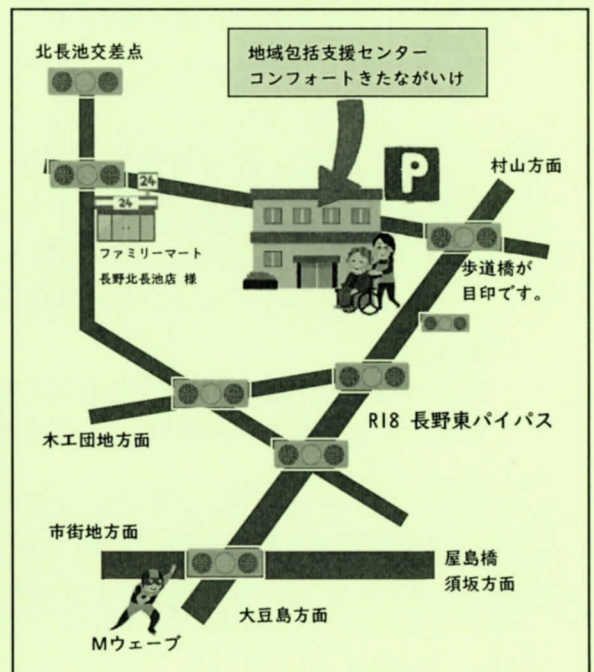 北長池交差点
地域包括支援センター
コンフォートきたながいけ
P
村山方面
24
24
ファミリーマート
長野北長池店 様
歩道橋が
目印です。
R18 長野東バイパス
木工団地方面
市街地方面
屋島橋
須坂方面
大豆島方面
Mウェーブ